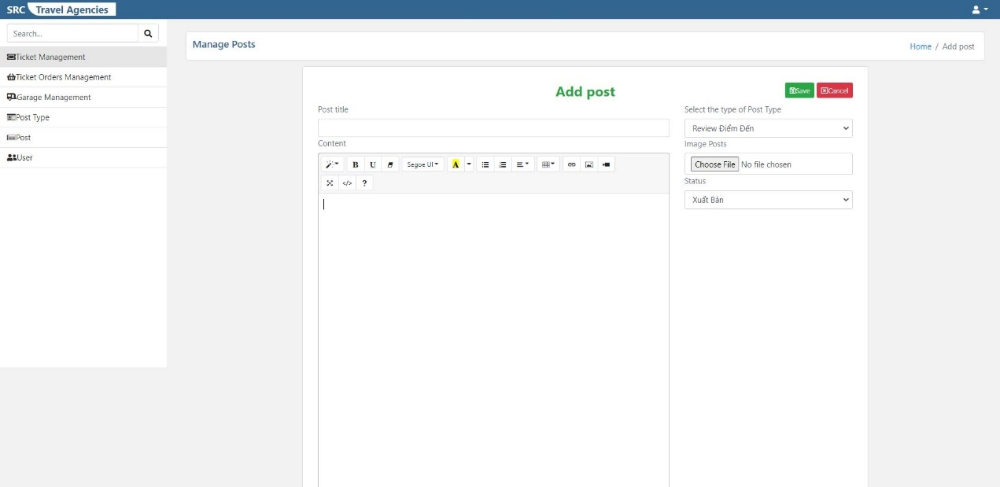 SRC Travel Agencies
Search...
Ticket Management
Ticket Orders Management
Garage Management
Post Type
Post
User
Manage Posts
Home / Add post
Add post
Save Cancel
Post title
Content
B U Segoe UI A
</> ?
Select the type of Post Type
Review Điểm Đến
Image Posts
Choose File No file chosen
Status
Xuất Bản